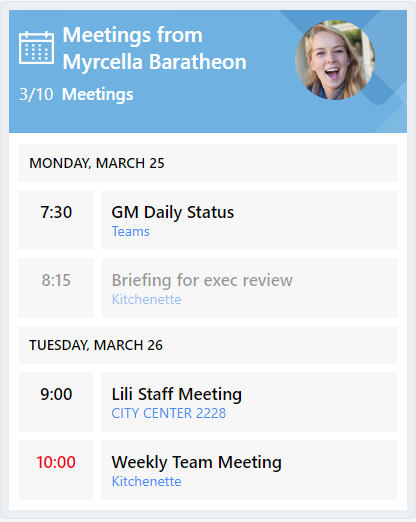 Meetings from
Myrcella Baratheon
3/10 Meetings
MONDAY, MARCH 25
7:30 GM Daily Status
Teams
8:15 Briefing for exec review
Kitchenette
TUESDAY, MARCH 26
9:00 Lili Staff Meeting
CITY CENTER 2228
10:00 Weekly Team Meeting
Kitchenette